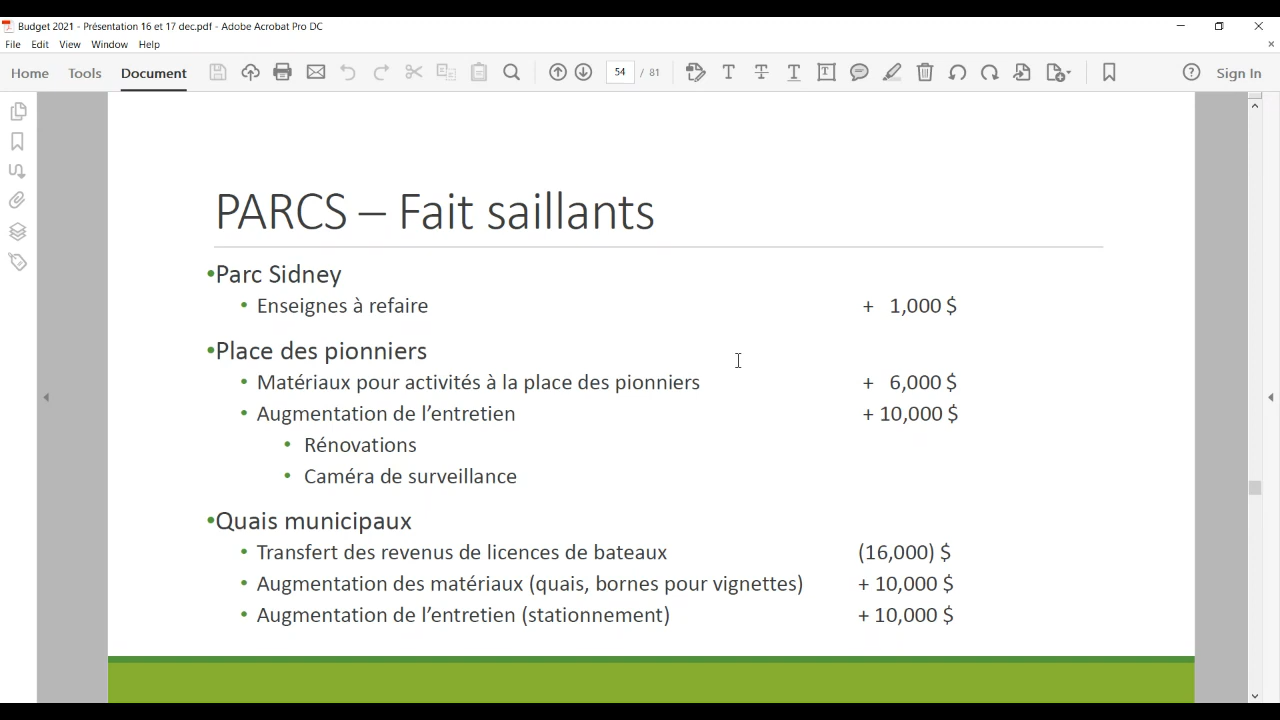 Budget 2021 - Présentation 16 et 17 dec.pdf - Adobe Acrobat Pro DC
File Edit View Window Help
Home Tools Document 54 / 81 Sign In
PARCS – Fait saillants
•Parc Sidney
• Enseignes à refaire + 1,000 $
•Place des pionniers
• Matériaux pour activités à la place des pionniers + 6,000 $
• Augmentation de l’entretien + 10,000 $
• Rénovations
• Caméra de surveillance
•Quais municipaux
• Transfert des revenus de licences de bateaux (16,000) $
• Augmentation des matériaux (quais, bornes pour vignettes) + 10,000 $
• Augmentation de l’entretien (stationnement) + 10,000 $